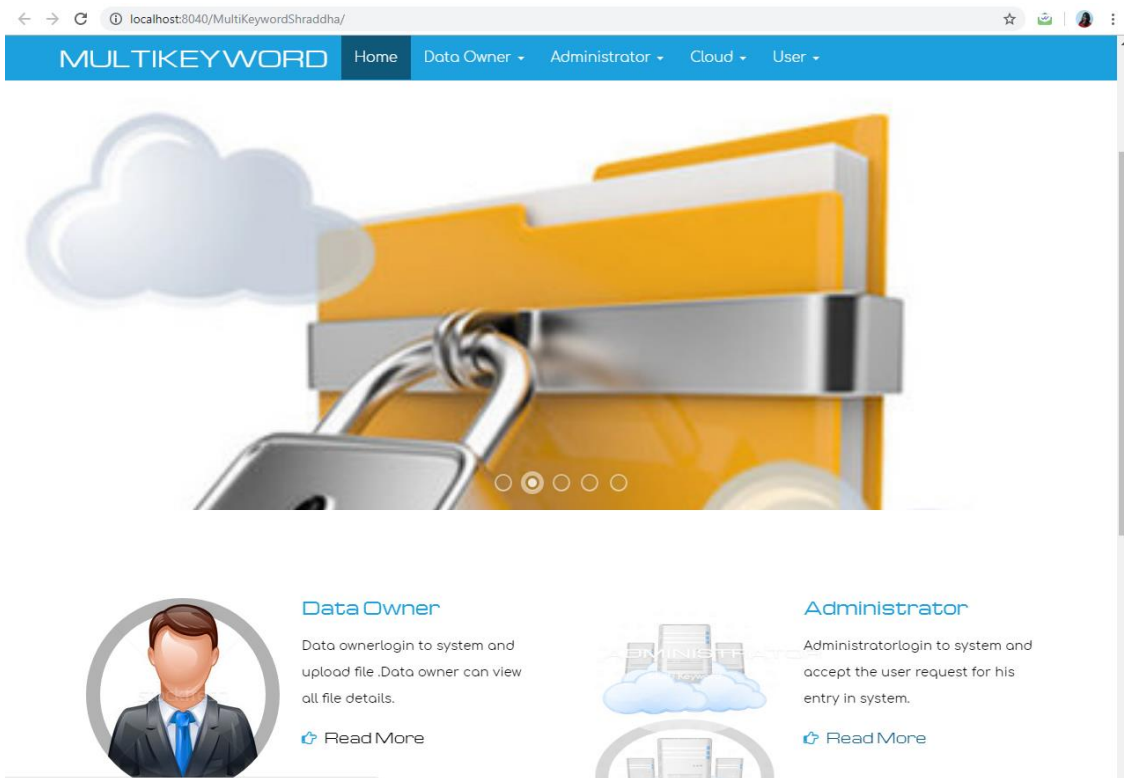 localhost:8040/MultiKeywordShraddha/
MULTIKEYWORD Home Data Owner Administrator Cloud User
Data Owner
Data ownerlogin to system and
upload file .Data owner can view
all file details.
Read More
ADMINISTRATOR
Administrator
Administratorlogin to system and
accept the user request for his
entry in system.
Read More